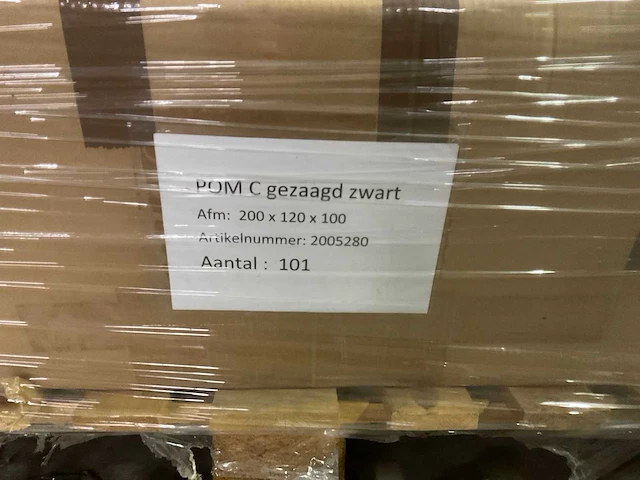 POM C gezaagd zwart
Afm: 200 x 120 x 100
Artikelnummer: 2005280
Aantal : 101